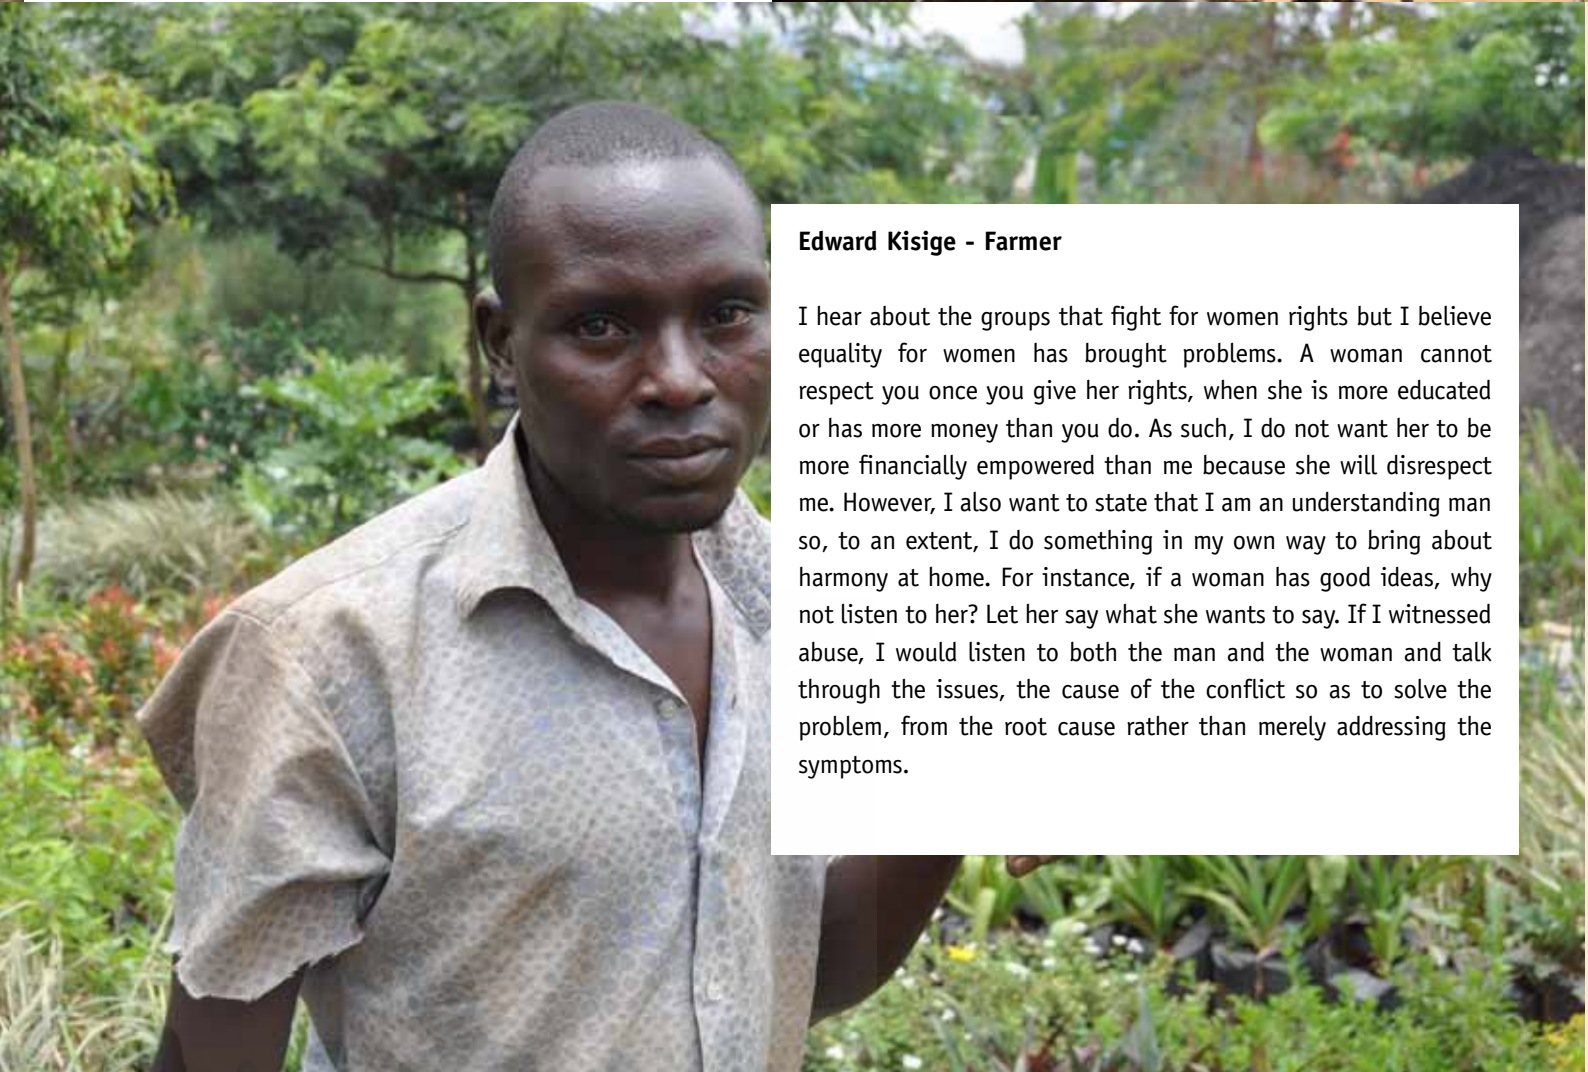 Edward Kisige - Farmer
I hear about the groups that fight for women rights but I believe
equality for women has brought problems. A woman cannot
respect you once you give her rights, when she is more educated
or has more money than you do. As such, I do not want her to be
more financially empowered than me because she will disrespect
me. However, I also want to state that I am an understanding man
so, to an extent, I do something in my own way to bring about
harmony at home. For instance, if a woman has good ideas, why
not listen to her? Let her say what she wants to say. If I witnessed
abuse, I would listen to both the man and the woman and talk
through the issues, the cause of the conflict so as to solve the
problem, from the root cause rather than merely addressing the
symptoms.